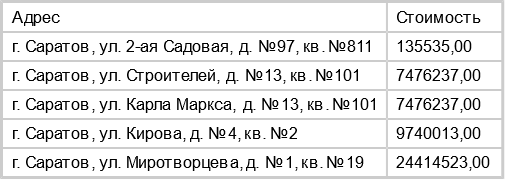 Адрес Стоимость
г. Саратов, ул. 2-ая Садовая, д. №97, кв. №811 135535,00
г. Саратов, ул. Строителей, д. №13, кв. №101 7476237,00
г. Саратов, ул. Карла Маркса, д. №13, кв. №101 7476237,00
г. Саратов, ул. Кирова, д. №4, кв. №2 9740013,00
г. Саратов, ул. Миротворцева, д. №1, кв. №19 24414523,00